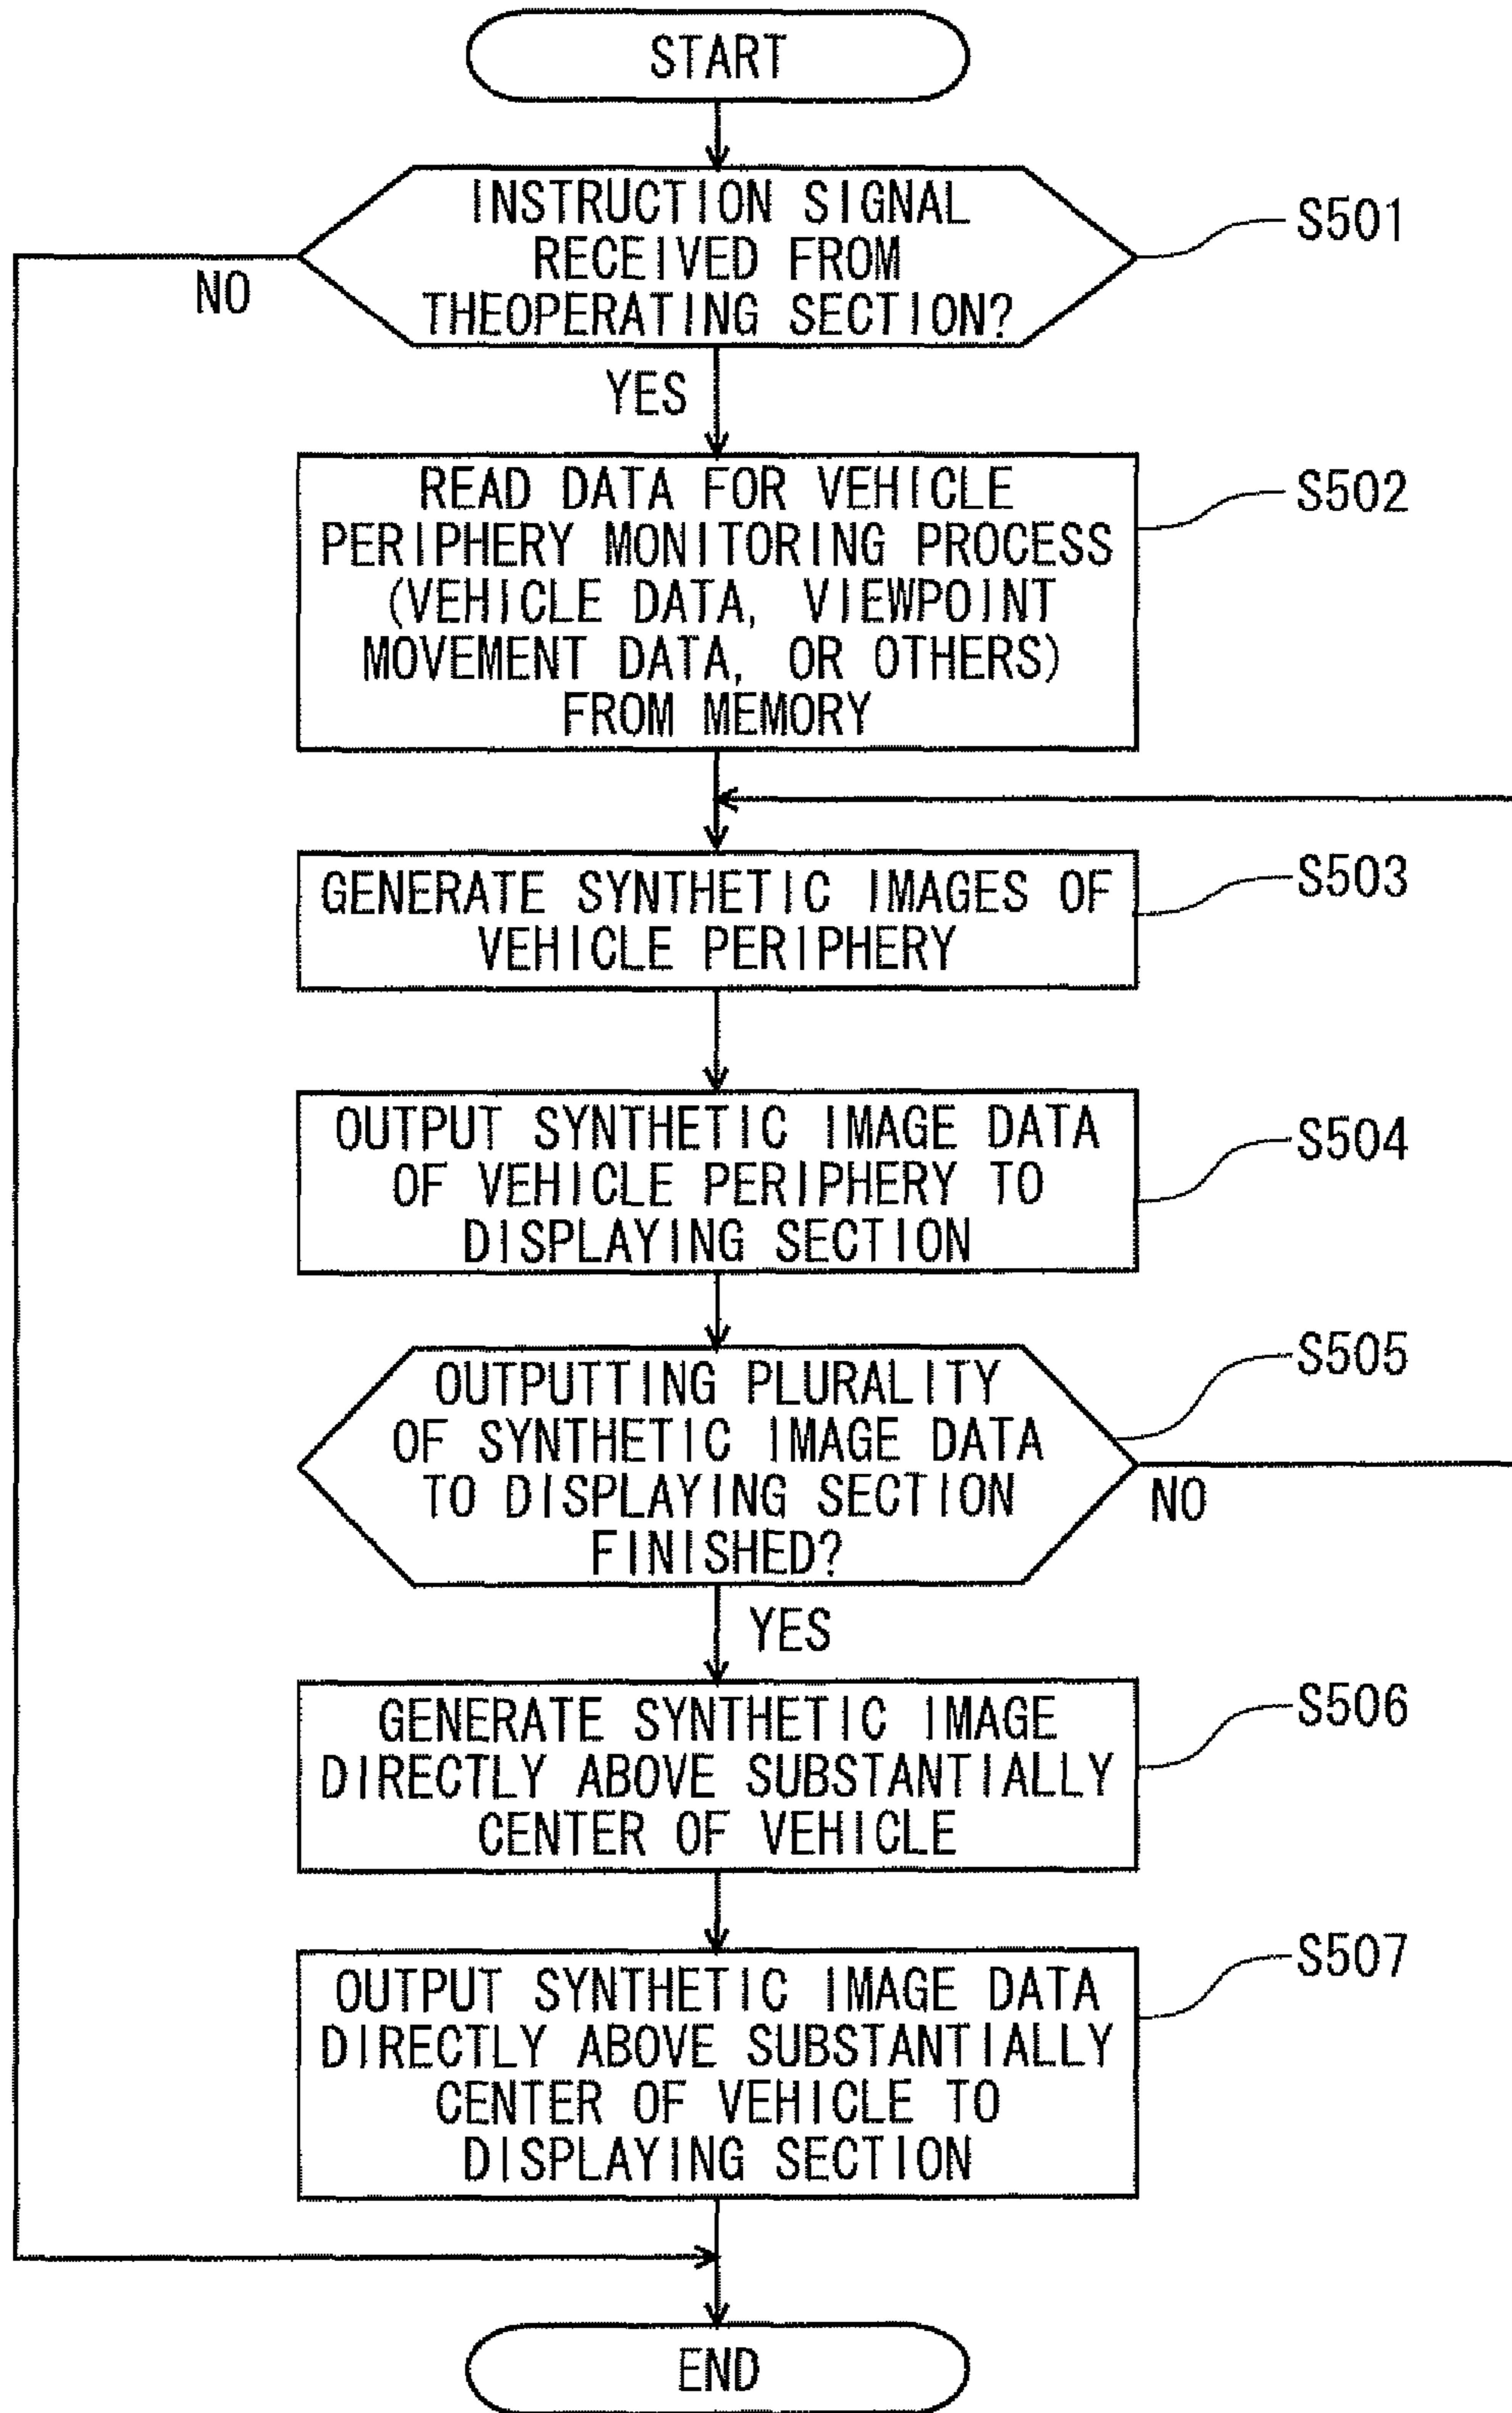 START
INSTRUCTION SIGNAL
RECEIVED FROM
THEOPERATING SECTION?
S501
NO
YES
READ DATA FOR VEHICLE
PERIPHERY MONITORING PROCESS
(VEHICLE DATA, VIEWPOINT
MOVEMENT DATA, OR OTHERS)
FROM MEMORY
S502
GENERATE SYNTHETIC IMAGES OF
VEHICLE PERIPHERY
S503
OUTPUT SYNTHETIC IMAGE DATA
OF VEHICLE PERIPHERY TO
DISPLAYING SECTION
S504
OUTPUTTING PLURALITY
OF SYNTHETIC IMAGE DATA
TO DISPLAYING SECTION
FINISHED?
S505
NO
YES
GENERATE SYNTHETIC IMAGE
DIRECTLY ABOVE SUBSTANTIALLY
CENTER OF VEHICLE
S506
OUTPUT SYNTHETIC IMAGE DATA
DIRECTLY ABOVE SUBSTANTIALLY
CENTER OF VEHICLE TO
DISPLAYING SECTION
S507
END